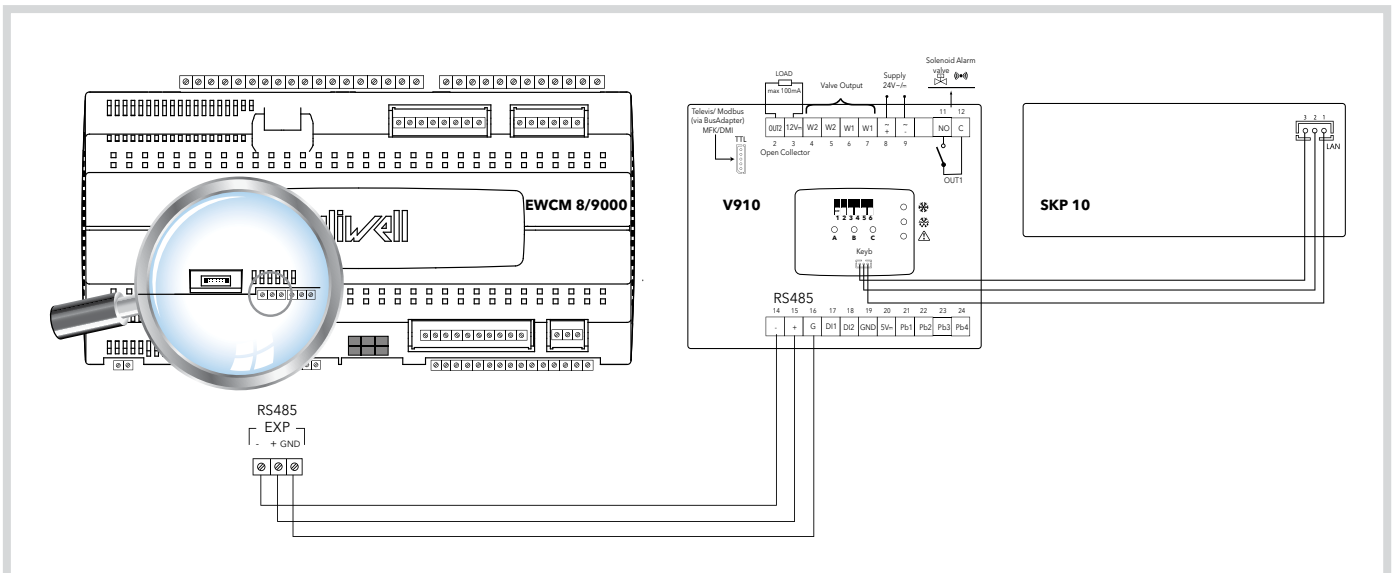 EWCM 8/9000
RS485
EXP
- + GND
LOAD
max 100mA
Valve Output
Supply
24V~/=
Solenoid Alarm
valve
Televis/ Modbus
(via BusAdapter)
MFK/DMI
TTL
OUT2 12V= W2 W2 W1 W1 ~ + ~ - NO C
2 3 4 5 6 7 8 9 11 12
Open Collector
OUT1
V910
1 2 3 4 5 6
A B C
Keyb
RS485
14 15 16 17 18 19 20 21 22 23 24
- + G DI1 DI2 GND 5V= Pb1 Pb2 Pb3 Pb4
SKP 10
3 2 1
LAN